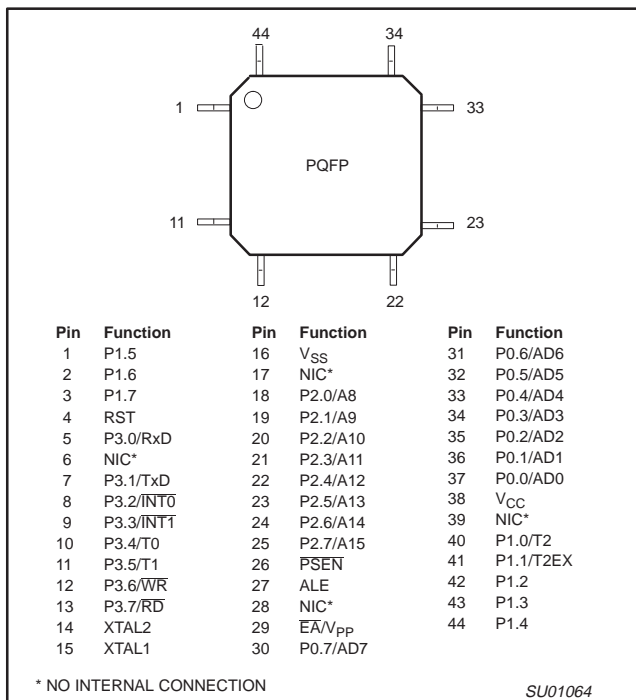 44 34
1 33
PQFP
11 23
12 22
Pin Function Pin Function Pin Function
1 P1.5 16 VSS 31 P0.6/AD6
2 P1.6 17 NIC* 32 P0.5/AD5
3 P1.7 18 P2.0/A8 33 P0.4/AD4
4 RST 19 P2.1/A9 34 P0.3/AD3
5 P3.0/RxD 20 P2.2/A10 35 P0.2/AD2
6 NIC* 21 P2.3/A11 36 P0.1/AD1
7 P3.1/TxD 22 P2.4/A12 37 P0.0/AD0
8 P3.2/I̅N̅T̅0̅ 23 P2.5/A13 38 VCC
9 P3.3/I̅N̅T̅1̅ 24 P2.6/A14 39 NIC*
10 P3.4/T0 25 P2.7/A15 40 P1.0/T2
11 P3.5/T1 26 P̅S̅E̅N̅ 41 P1.1/T2EX
12 P3.6/W̅R̅ 27 ALE 42 P1.2
13 P3.7/R̅D̅ 28 NIC* 43 P1.3
14 XTAL2 29 E̅A̅/VPP 44 P1.4
15 XTAL1 30 P0.7/AD7
* NO INTERNAL CONNECTION SU01064